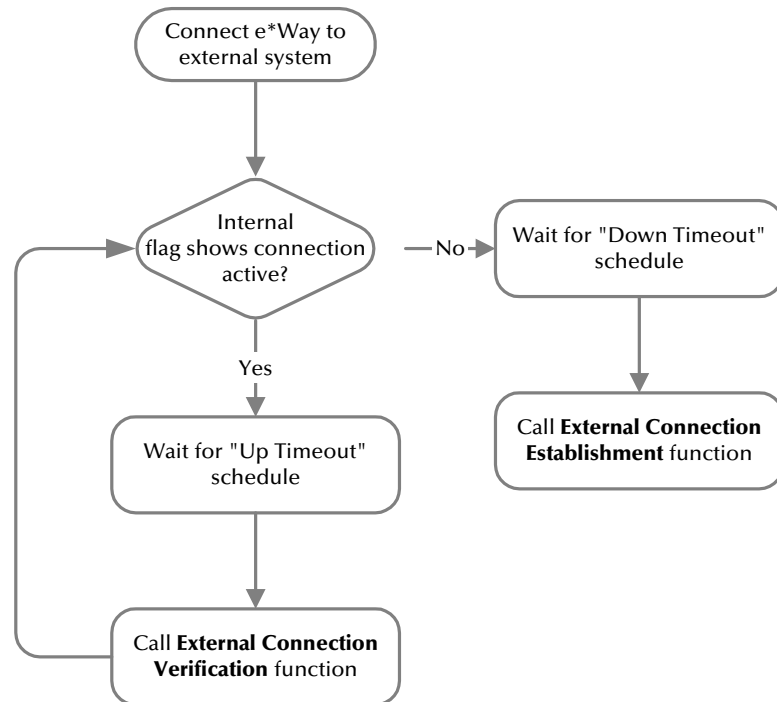 Connect e*Way to
external system
Internal
flag shows connection
active?
No
Wait for "Down Timeout"
schedule
Yes
Call External Connection
Establishment function
Wait for "Up Timeout"
schedule
Call External Connection
Verification function